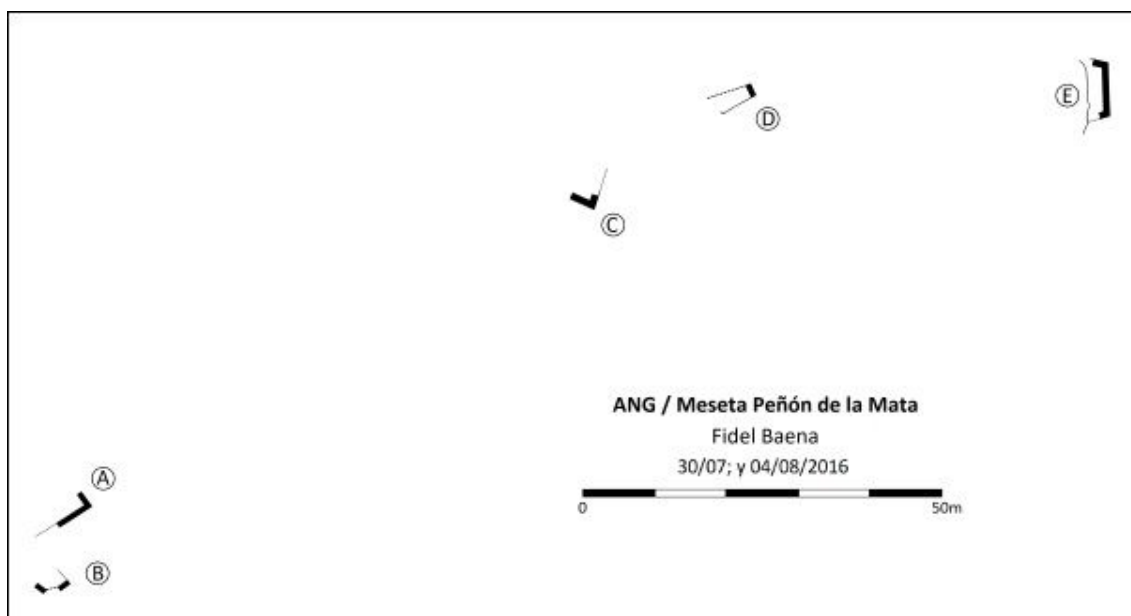 E
D
C
ANG / Meseta Peñón de la Mata
Fidel Baena
30/07; y 04/08/2016
0 50m
A
B